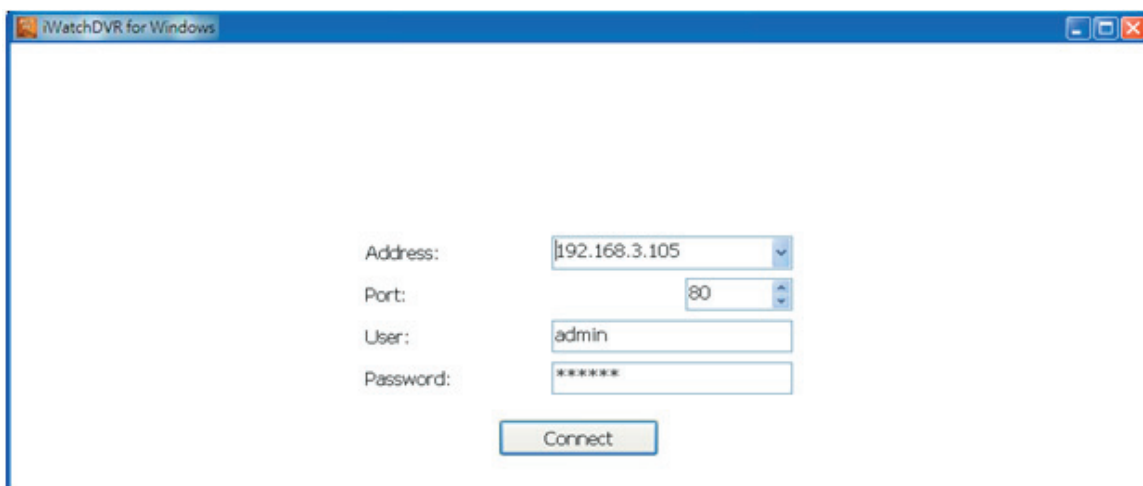 iWatchDVR for Windows
Address: 192.168.3.105
Port: 80
User: admin
Password: ******
Connect